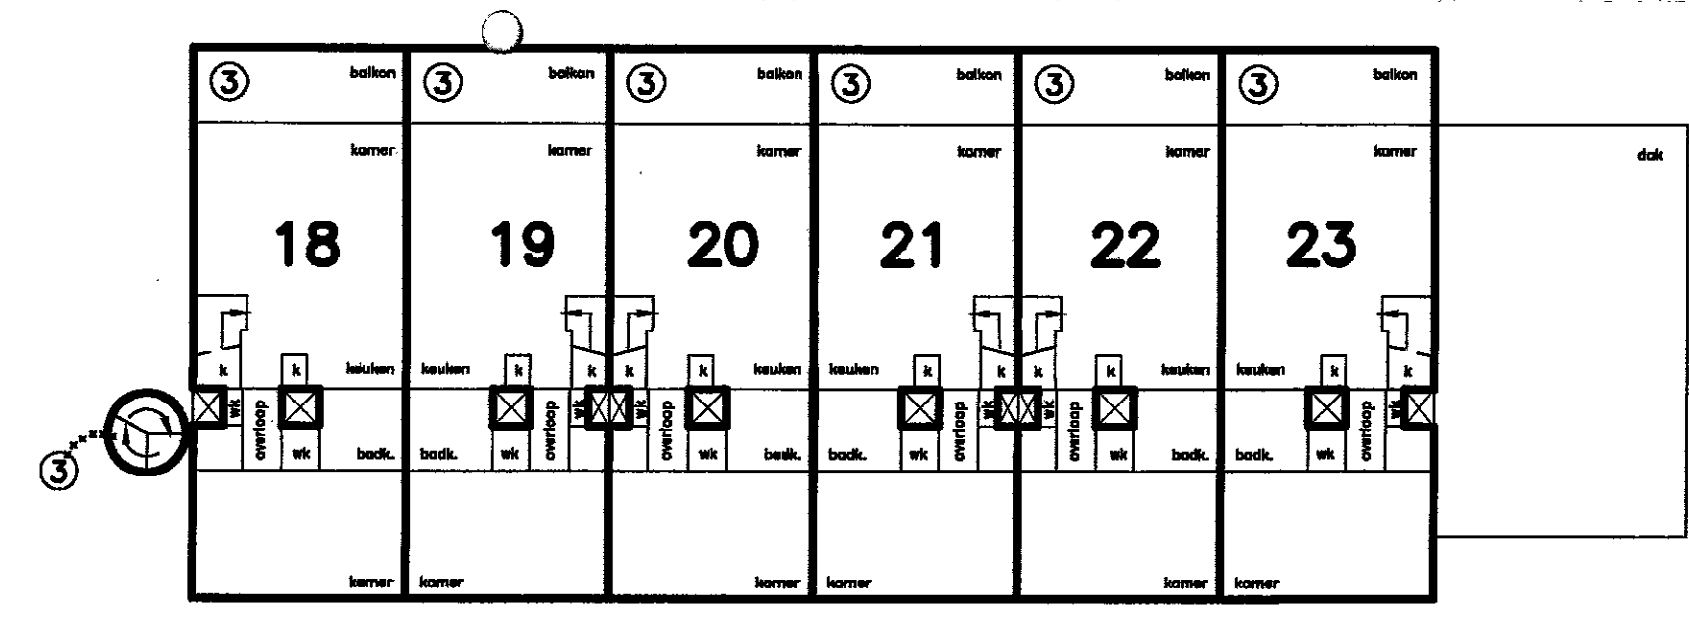 ③ balkon ③ balkon ③ balkon ③ balkon ③ balkon ③ balkon
kamer kamer kamer kamer kamer kamer dak
18 19 20 21 22 23
k k keuken keuken k k k k keuken keuken k k k k keuken keuken k k
wk overloop overloop wk wk overloop overloop wk wk overloop overloop wk
③ wk badk. badk. wk wk badk. badk. wk wk badk. badk. wk
kamer kamer kamer kamer kamer kamer